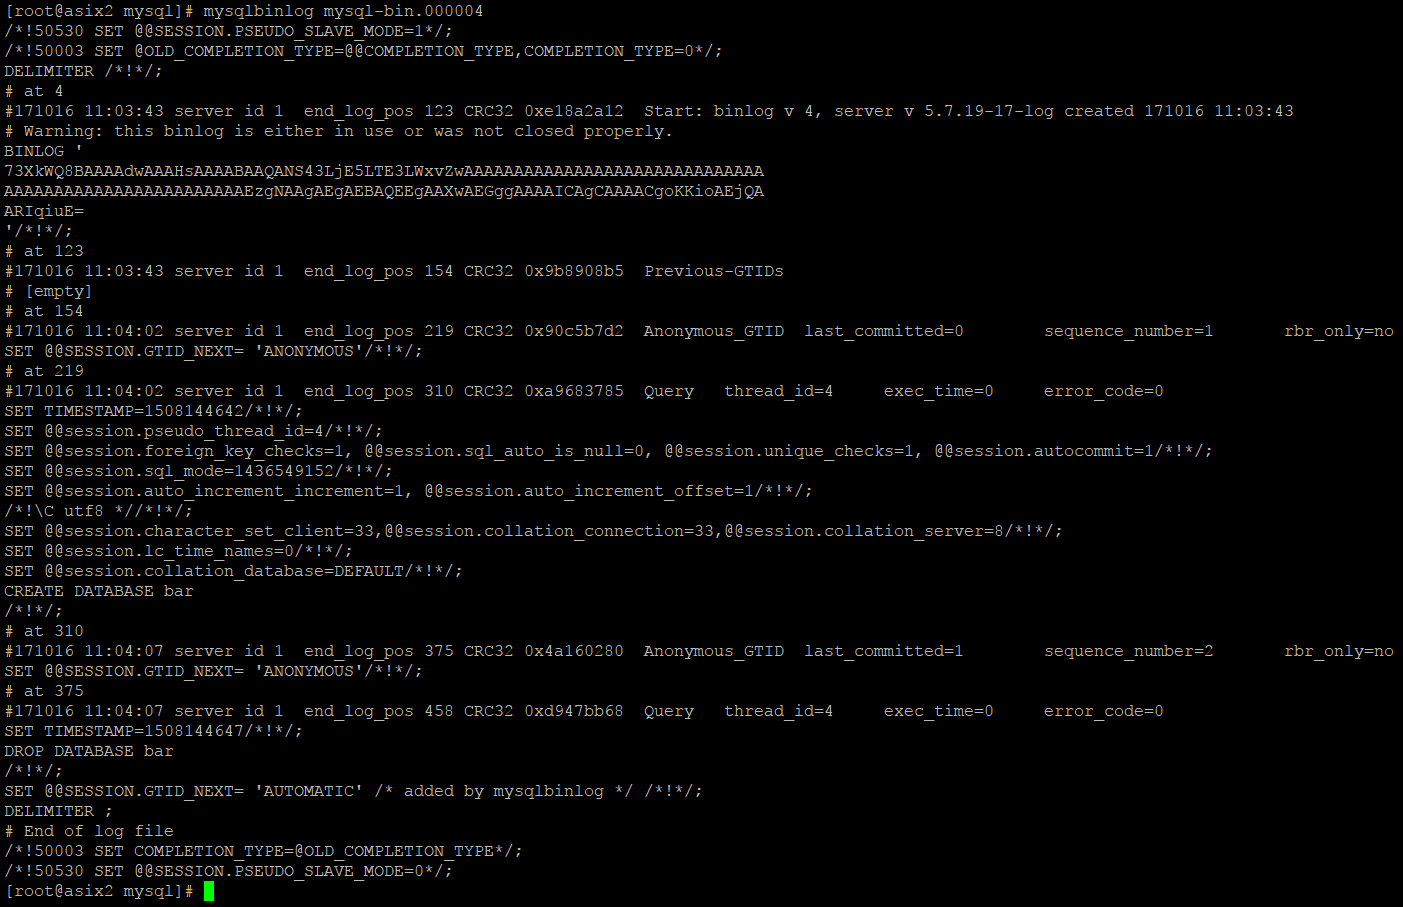 [root@asix2 mysql]# mysqlbinlog mysql-bin.000004
/*!50530 SET @@SESSION.PSEUDO_SLAVE_MODE=1*/;
/*!50003 SET @OLD_COMPLETION_TYPE=@@COMPLETION_TYPE,COMPLETION_TYPE=0*/;
DELIMITER /*!*/;
# at 4
#171016 11:03:43 server id 1  end_log_pos 123 CRC32 0xe18a2a12  Start: binlog v 4, server v 5.7.19-17-log created 171016 11:03:43
# Warning: this binlog is either in use or was not closed properly.
BINLOG '
73XkWQ8BAAAAdwAAAHsAAAABAAQANS43LjE5LTE3LWxvZwAAAAAAAAAAAAAAAAAAAAAAAAAAAAAA
AAAAAAAAAAAAAAAAAAAAAAAAEzgNAAgAEgAEBAQEEgAAXwAEGggAAAAICAgCAAAACgoKKioAEjQA
ARIqiuE=
'/*!*/;
# at 123
#171016 11:03:43 server id 1  end_log_pos 154 CRC32 0x9b8908b5  Previous-GTIDs
# [empty]
# at 154
#171016 11:04:02 server id 1  end_log_pos 219 CRC32 0x90c5b7d2  Anonymous_GTID  last_committed=0        sequence_number=1       rbr_only=no
SET @@SESSION.GTID_NEXT= 'ANONYMOUS'/*!*/;
# at 219
#171016 11:04:02 server id 1  end_log_pos 310 CRC32 0xa9683785  Query   thread_id=4     exec_time=0     error_code=0
SET TIMESTAMP=1508144642/*!*/;
SET @@session.pseudo_thread_id=4/*!*/;
SET @@session.foreign_key_checks=1, @@session.sql_auto_is_null=0, @@session.unique_checks=1, @@session.autocommit=1/*!*/;
SET @@session.sql_mode=1436549152/*!*/;
SET @@session.auto_increment_increment=1, @@session.auto_increment_offset=1/*!*/;
/*!\C utf8 *//*!*/;
SET @@session.character_set_client=33,@@session.collation_connection=33,@@session.collation_server=8/*!*/;
SET @@session.lc_time_names=0/*!*/;
SET @@session.collation_database=DEFAULT/*!*/;
CREATE DATABASE bar
/*!*/;
# at 310
#171016 11:04:07 server id 1  end_log_pos 375 CRC32 0x4a160280  Anonymous_GTID  last_committed=1        sequence_number=2       rbr_only=no
SET @@SESSION.GTID_NEXT= 'ANONYMOUS'/*!*/;
# at 375
#171016 11:04:07 server id 1  end_log_pos 458 CRC32 0xd947bb68  Query   thread_id=4     exec_time=0     error_code=0
SET TIMESTAMP=1508144647/*!*/;
DROP DATABASE bar
/*!*/;
SET @@SESSION.GTID_NEXT= 'AUTOMATIC' /* added by mysqlbinlog */ /*!*/;
DELIMITER ;
# End of log file
/*!50003 SET COMPLETION_TYPE=@OLD_COMPLETION_TYPE*/;
/*!50530 SET @@SESSION.PSEUDO_SLAVE_MODE=0*/;
[root@asix2 mysql]#